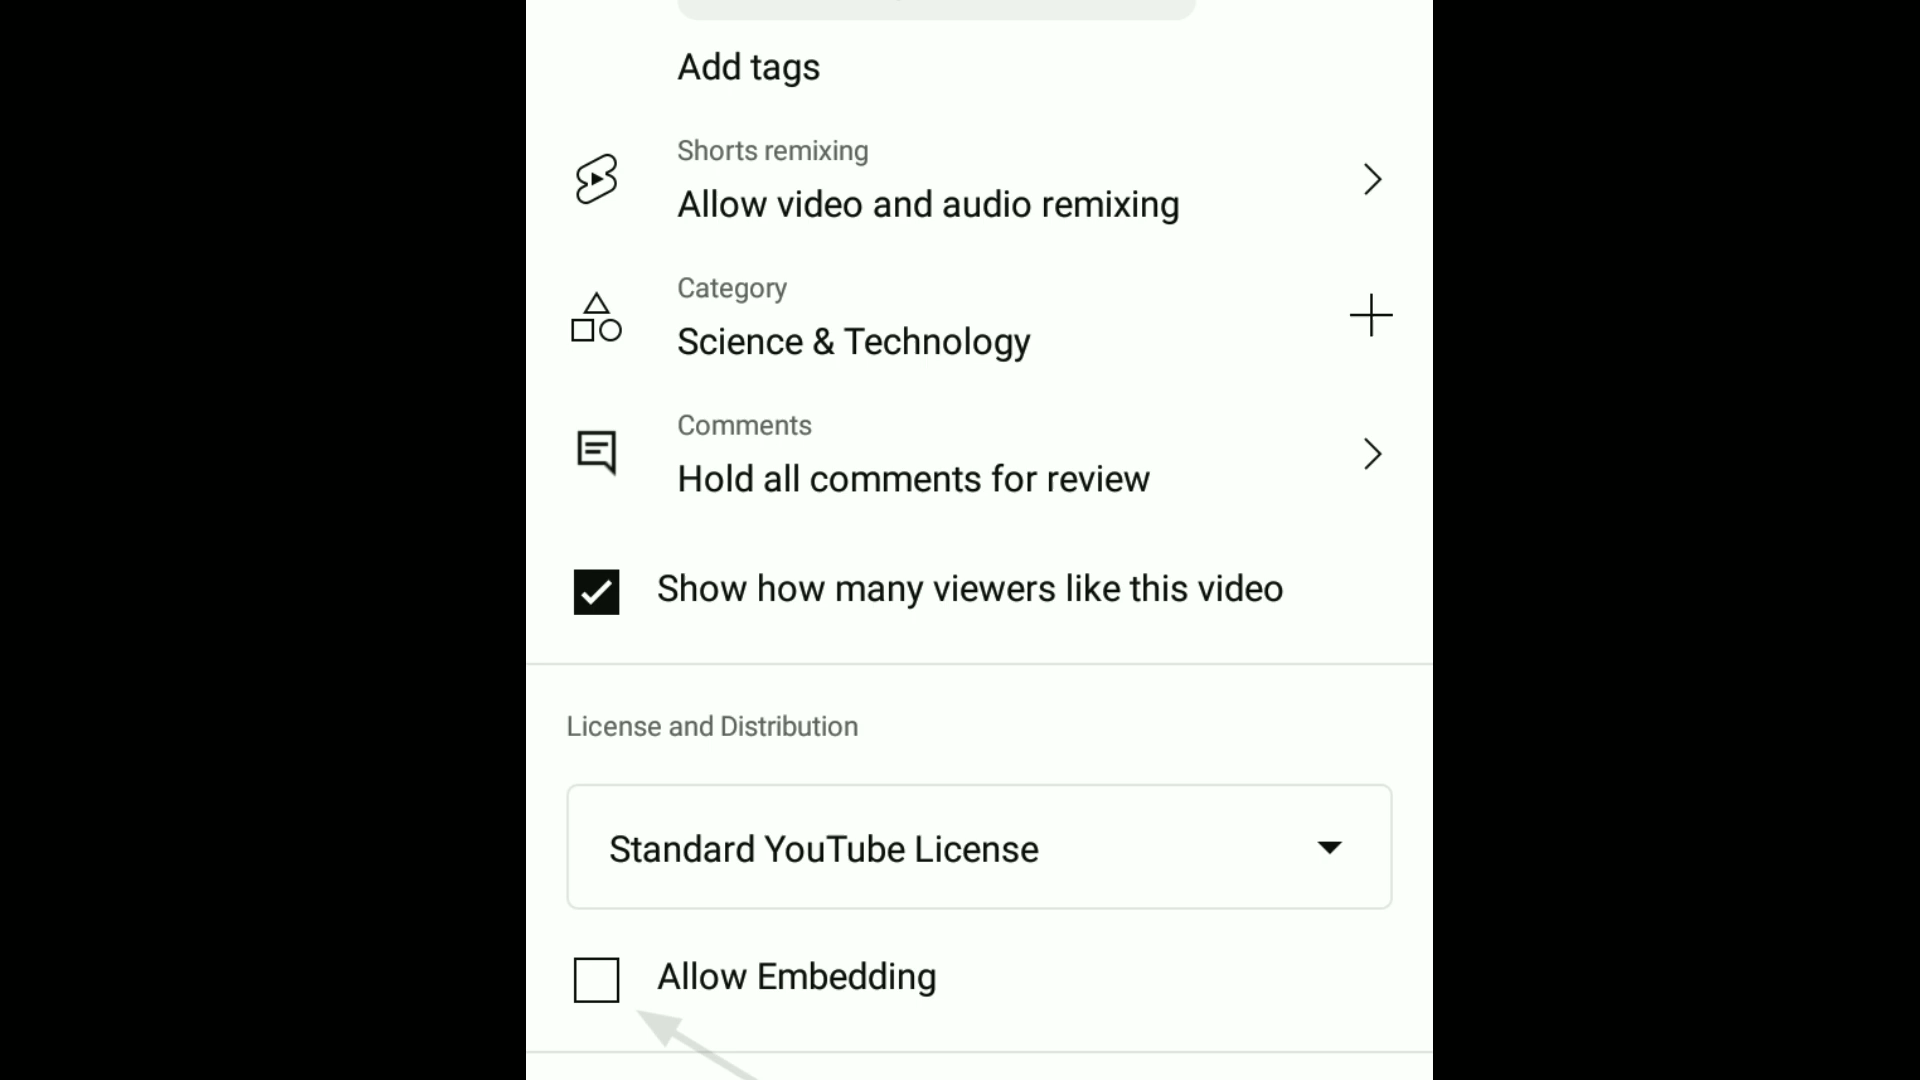 Add tags
Shorts remixing
Allow video and audio remixing
Category
Science & Technology
Comments
Hold all comments for review
Show how many viewers like this video
License and Distribution
Standard YouTube License
Allow Embedding